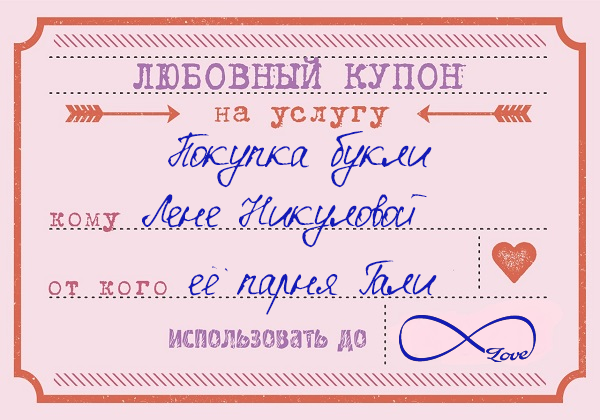 ЛЮБОВНЫЙ КУПОН
на услугу
Покупка букли
кому Лене Никуловой
от кого её парня Гали
использовать до
Love